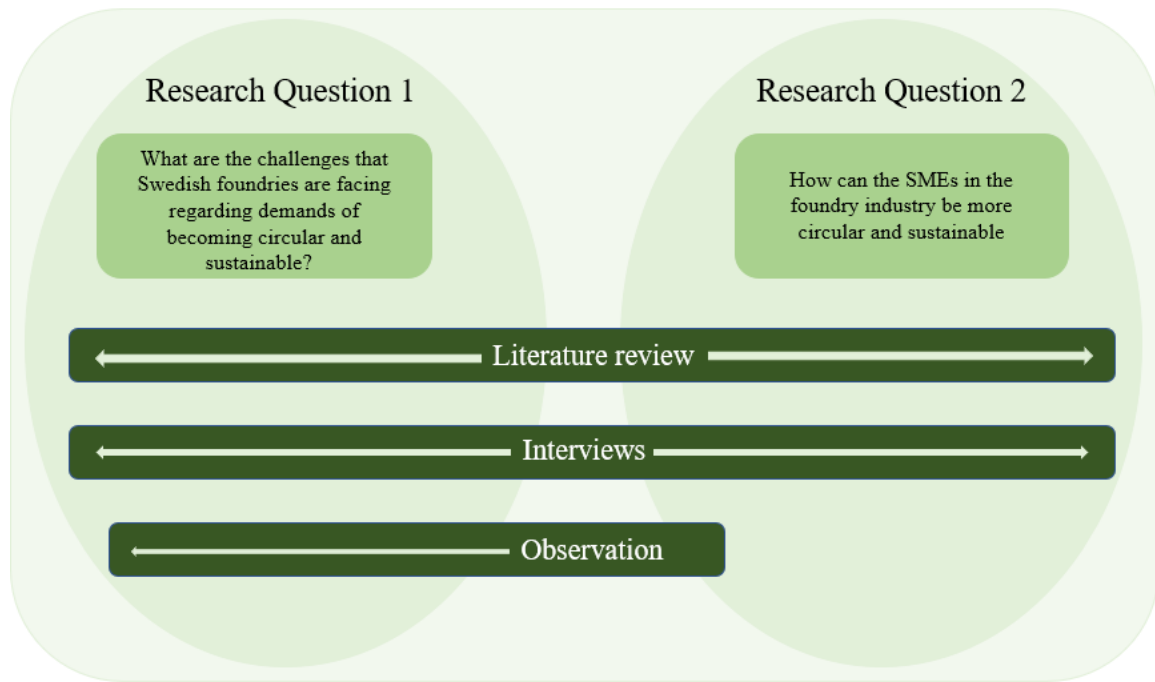 Research Question 1
What are the challenges that
Swedish foundries are facing
regarding demands of
becoming circular and
sustainable?
Research Question 2
How can the SMEs in the
foundry industry be more
circular and sustainable
Literature review
Interviews
Observation